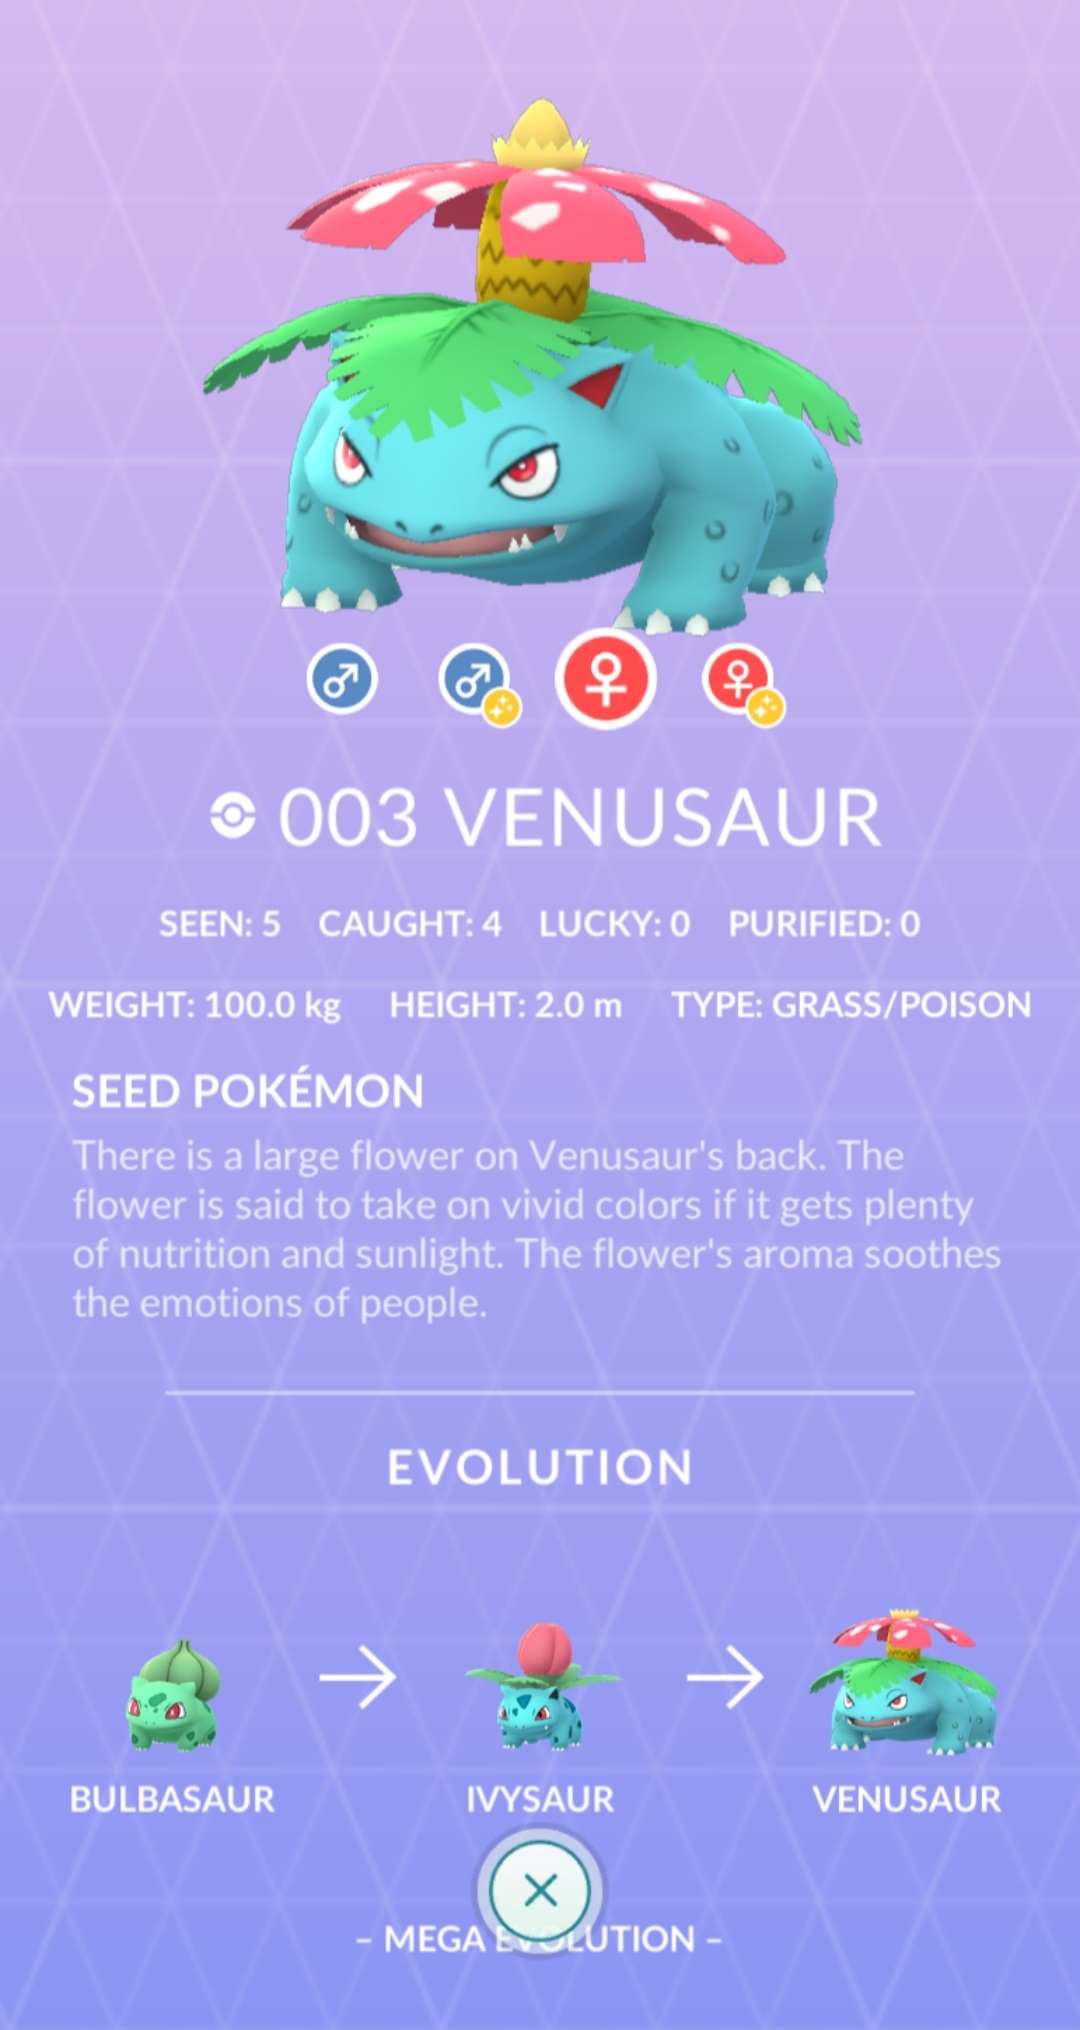 003 VENUSAUR
SEEN: 5 CAUGHT: 4 LUCKY: 0 PURIFIED: 0
WEIGHT: 100.0 kg HEIGHT: 2.0 m TYPE: GRASS/POISON
SEED POKÉMON
There is a large flower on Venusaur's back. The
flower is said to take on vivid colors if it gets plenty
of nutrition and sunlight. The flower's aroma soothes
the emotions of people.
EVOLUTION
BULBASAUR IVYSAUR VENUSAUR
– MEGA EVOLUTION –